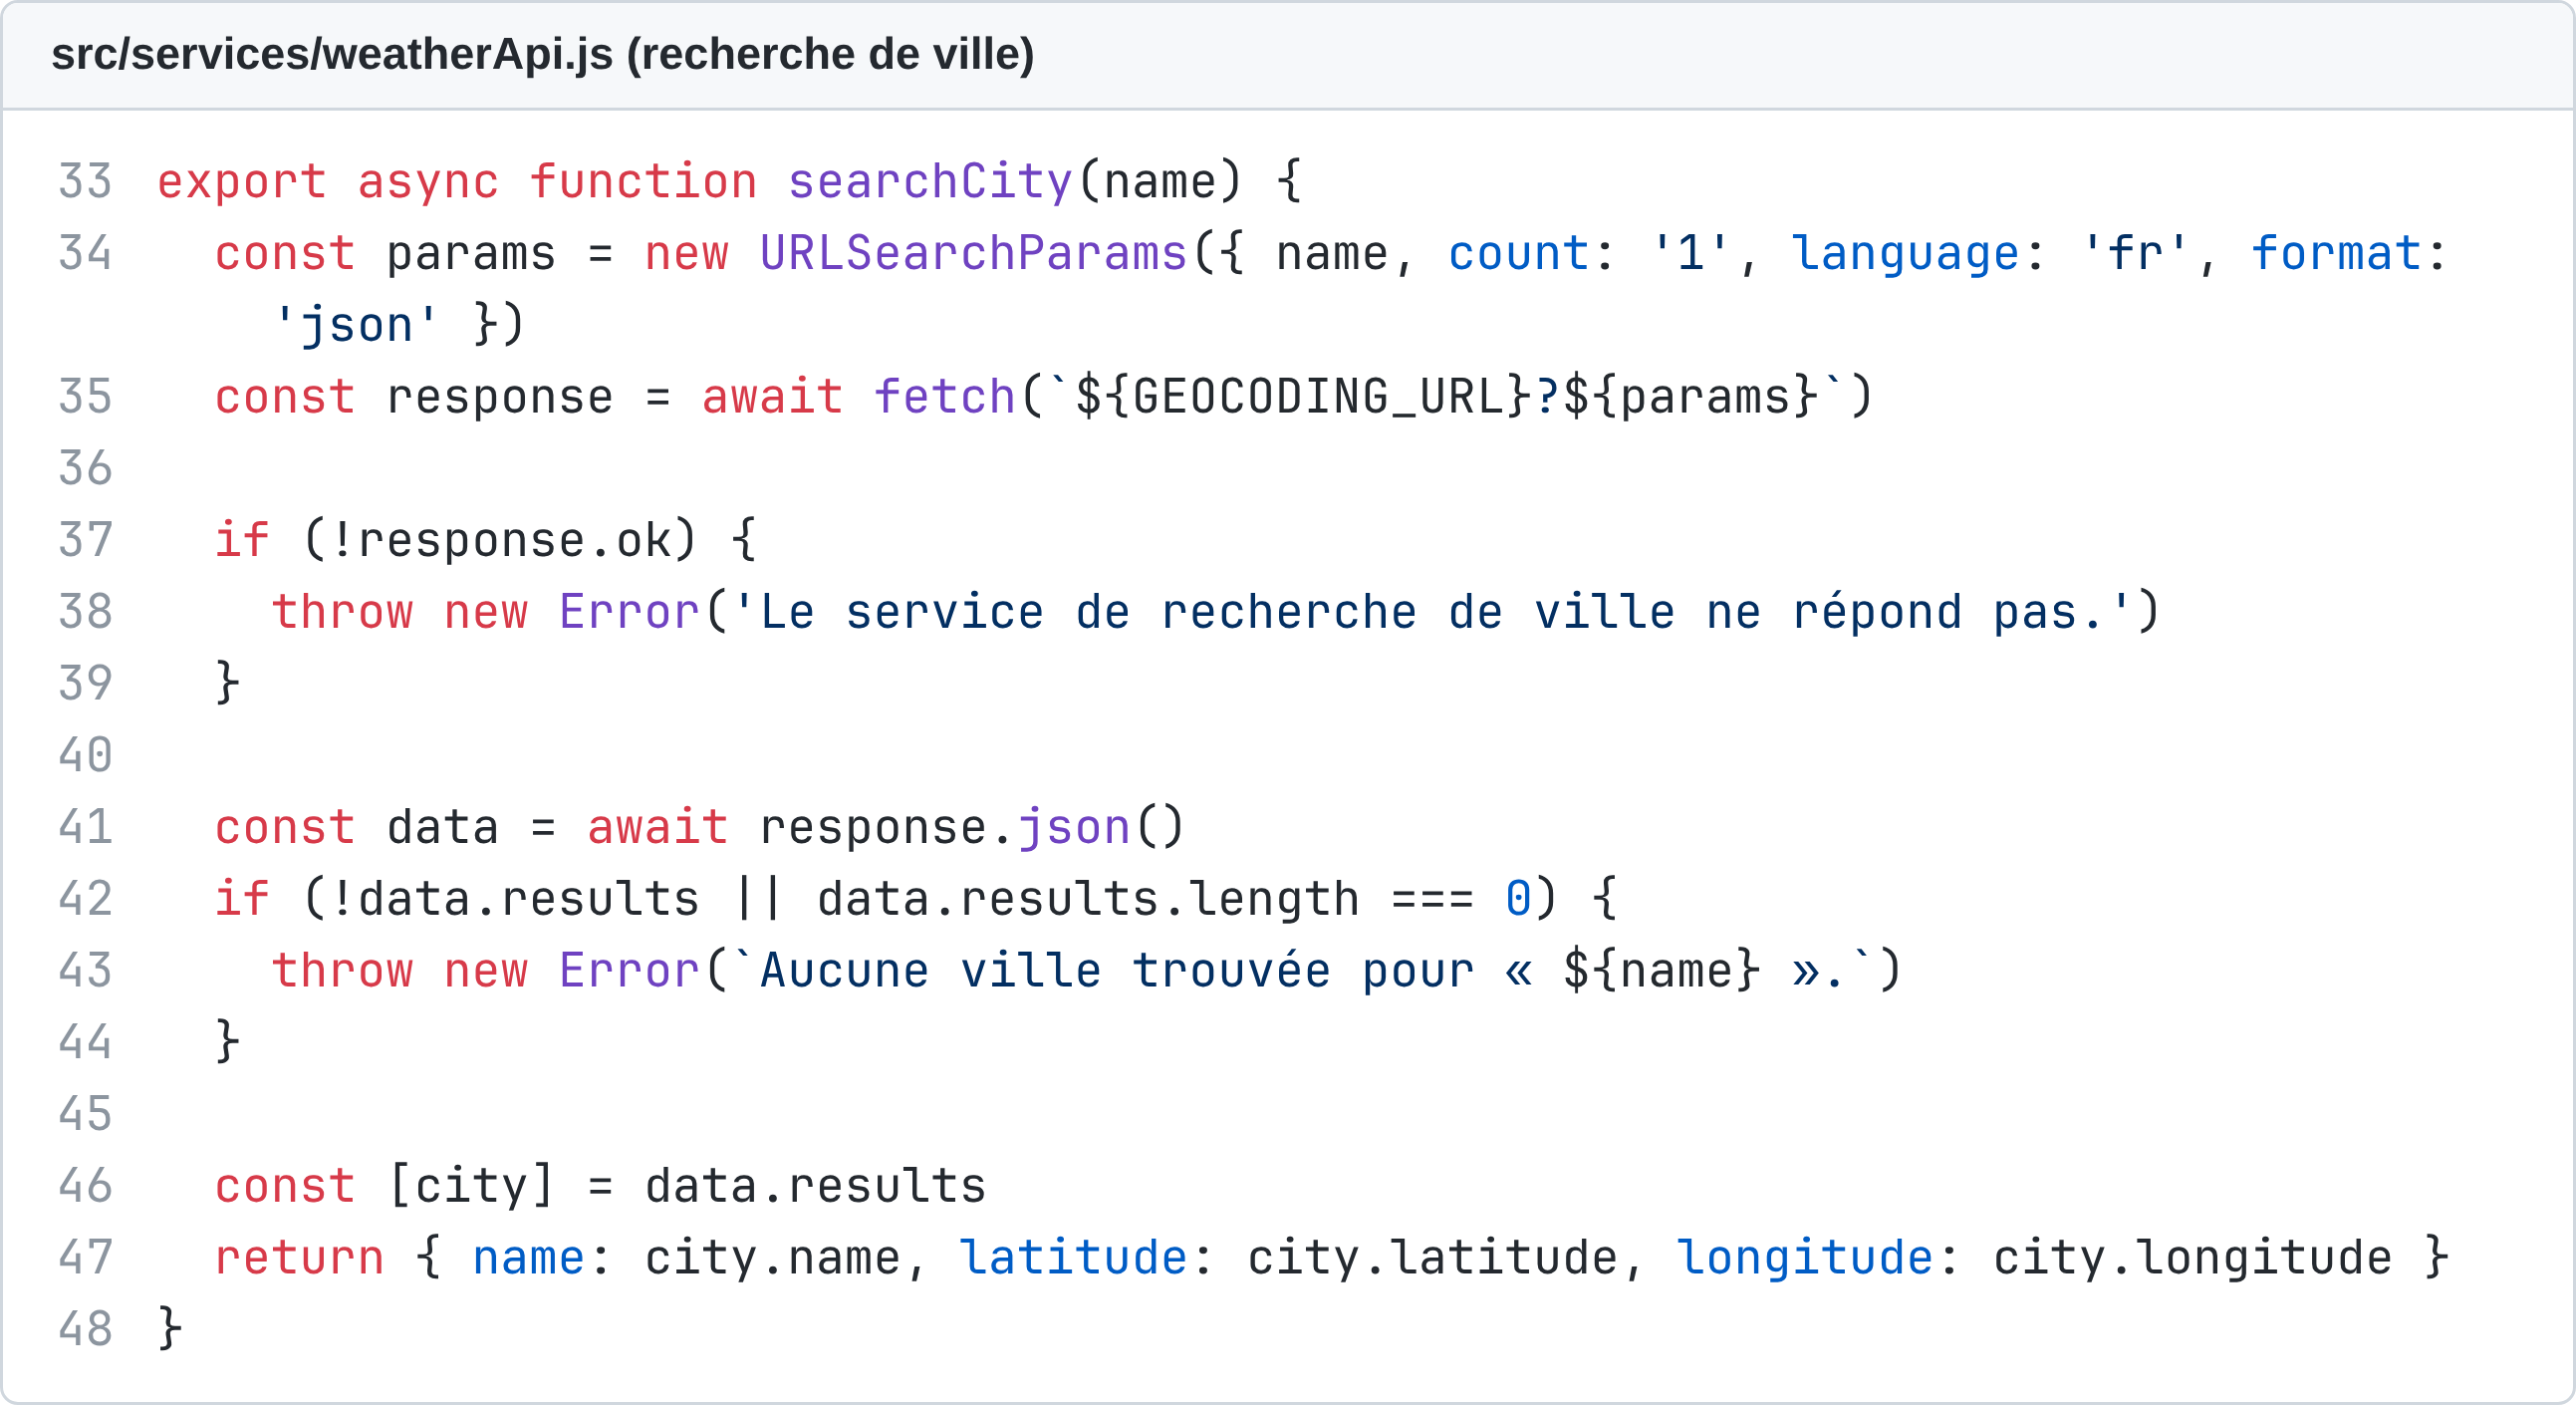 src/services/weatherApi.js (recherche de ville)
33 export async function searchCity(name) {
34   const params = new URLSearchParams({ name, count: '1', language: 'fr', format:
    'json' })
35   const response = await fetch(`${GEOCODING_URL}?${params}`)
36
37   if (!response.ok) {
38     throw new Error('Le service de recherche de ville ne répond pas.')
39   }
40
41   const data = await response.json()
42   if (!data.results || data.results.length === 0) {
43     throw new Error(`Aucune ville trouvée pour « ${name} ».`)
44   }
45
46   const [city] = data.results
47   return { name: city.name, latitude: city.latitude, longitude: city.longitude }
48 }